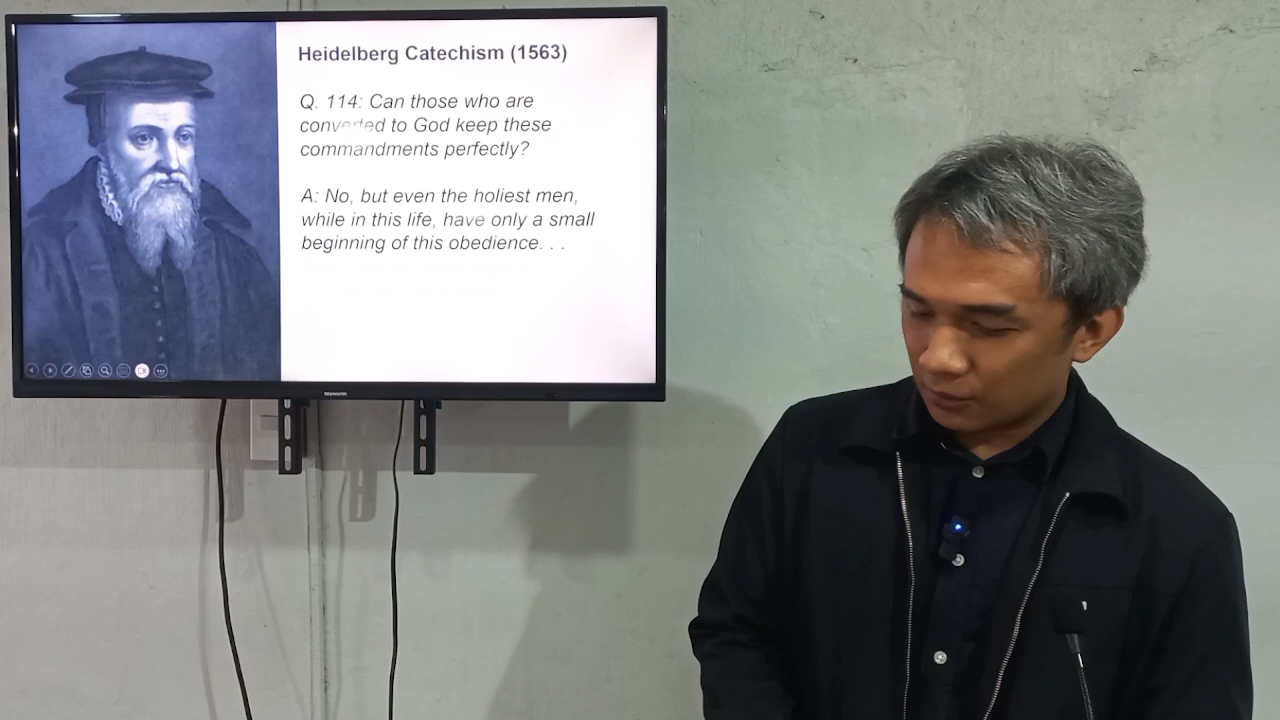 Heidelberg Catechism (1563)
Q. 114: Can those who are
converted to God keep these
commandments perfectly?
A: No, but even the holiest men,
while in this life, have only a small
beginning of this obedience. . .
Skyworth